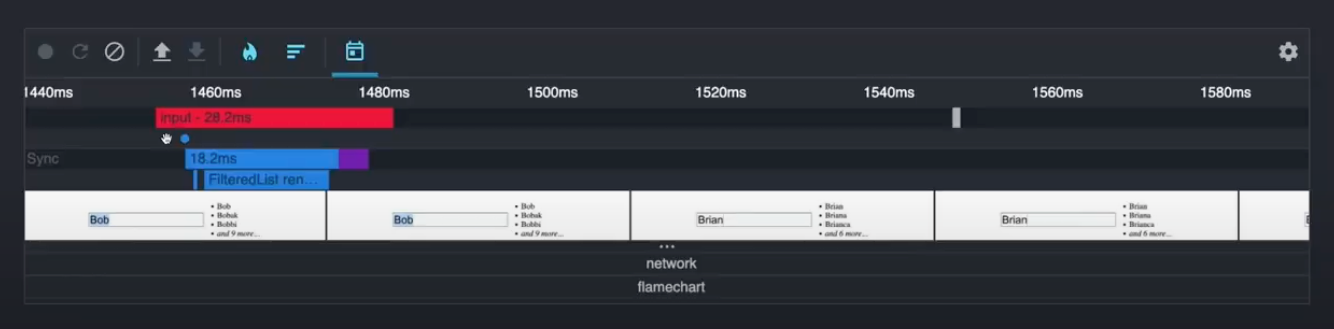 1440ms 1460ms 1480ms 1500ms 1520ms 1540ms 1560ms 1580ms
input - 28.2ms
Sync 18.2ms
FilteredList ren...
Bob
• Bob
• Bobak
• Bobbi
• and 9 more...
Bob
• Bob
• Bobak
• Bobbi
• and 9 more...
Brian
• Brian
• Briana
• Brianca
• and 6 more...
Brian
• Brian
• Briana
• Brianca
• and 6 more...
network
flamechart